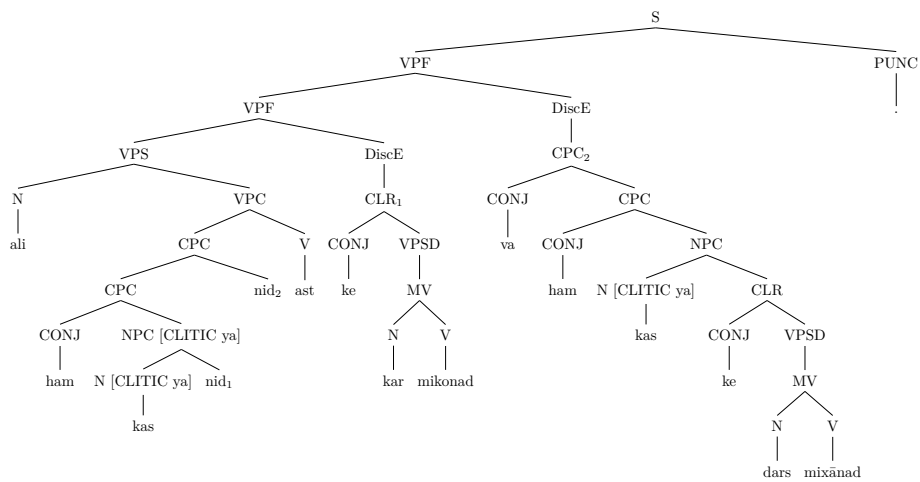 S
VPF PUNC
VPF DiscE .
VPS DiscE CPC₂
N VPC CLR₁ CONJ CPC
ali CPC V CONJ VPSD va CONJ NPC
CPC nid₂ ast ke MV ham N [CLITIC ya] CLR
CONJ NPC [CLITIC ya] N V kas CONJ VPSD
ham N [CLITIC ya] nid₁ kar mikonad ke MV
kas N V
dars mixānad